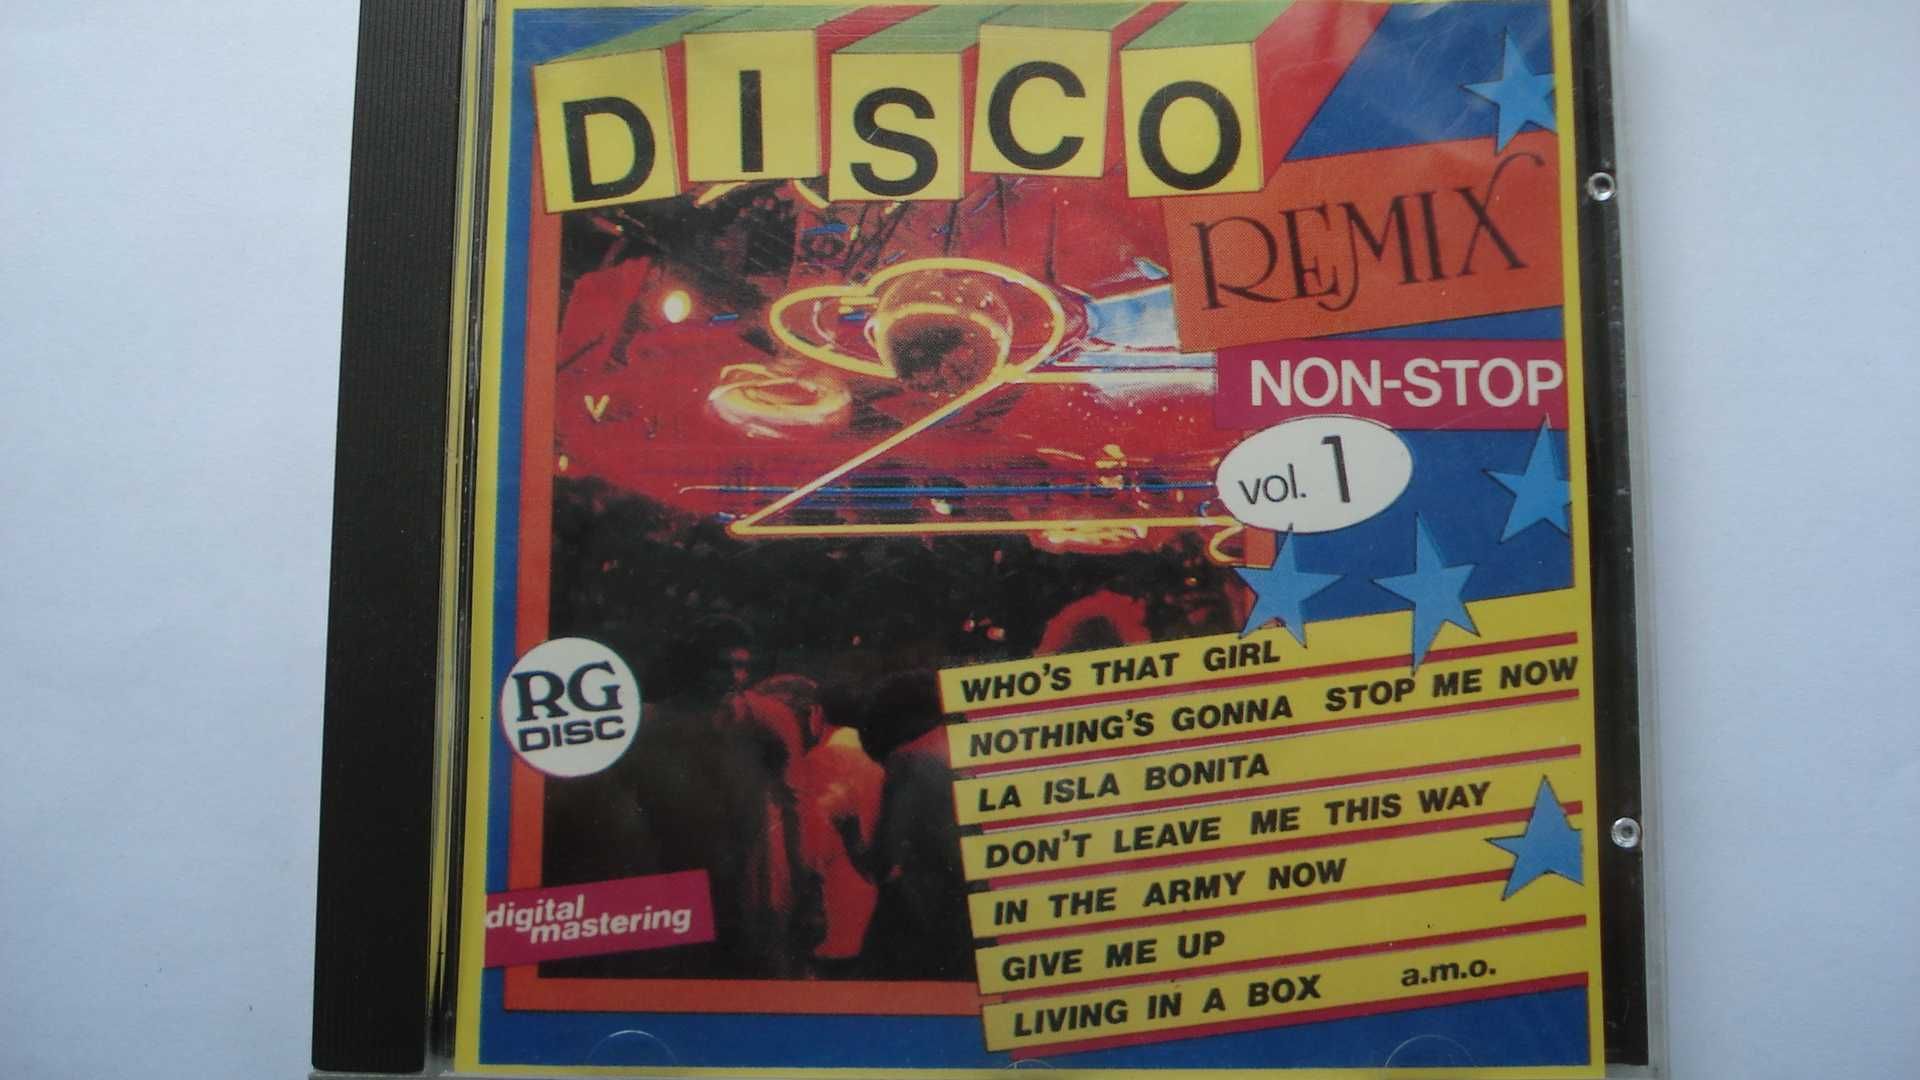 DISCO
REMIX
NON-STOP
vol. 1
RG
DISC
WHO'S THAT GIRL
NOTHING'S GONNA STOP ME NOW
LA ISLA BONITA
DON'T LEAVE ME THIS WAY
IN THE ARMY NOW
GIVE ME UP
LIVING IN A BOX a.m.o.
digital
mastering